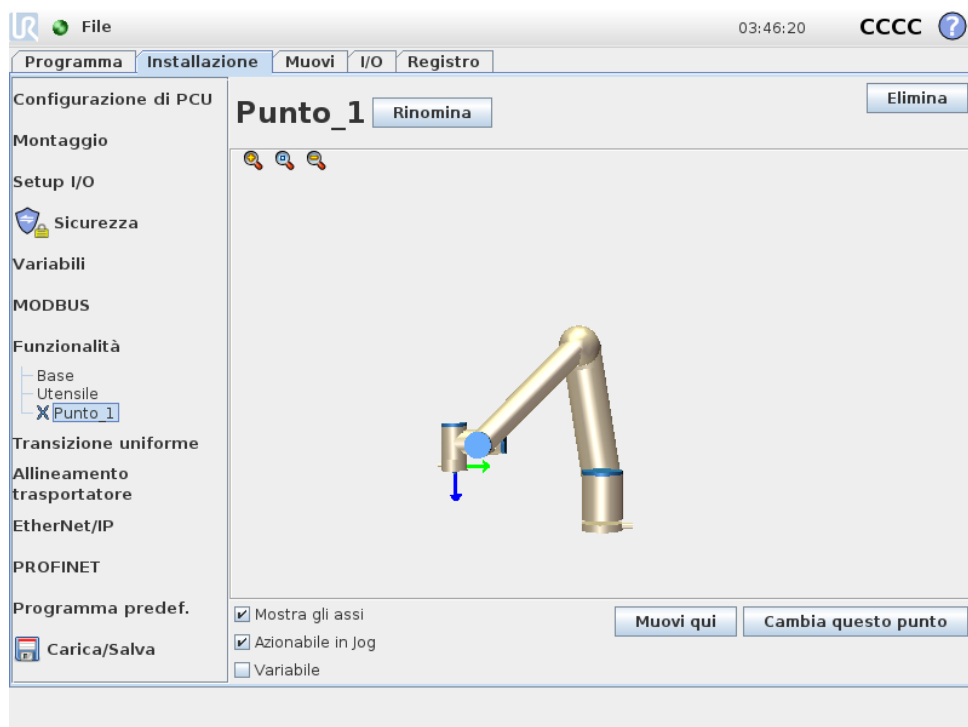 UR File 03:46:20 CCCC ?
Programma Installazione Muovi I/O Registro
Configurazione di PCU
Montaggio
Setup I/O
Sicurezza
Variabili
MODBUS
Funzionalità
Base
Utensile
Punto_1
Transizione uniforme
Allineamento
trasportatore
EtherNet/IP
PROFINET
Programma predef.
Carica/Salva
Punto_1 Rinomina Elimina
Mostra gli assi
Azionabile in Jog
Variabile
Muovi qui Cambia questo punto